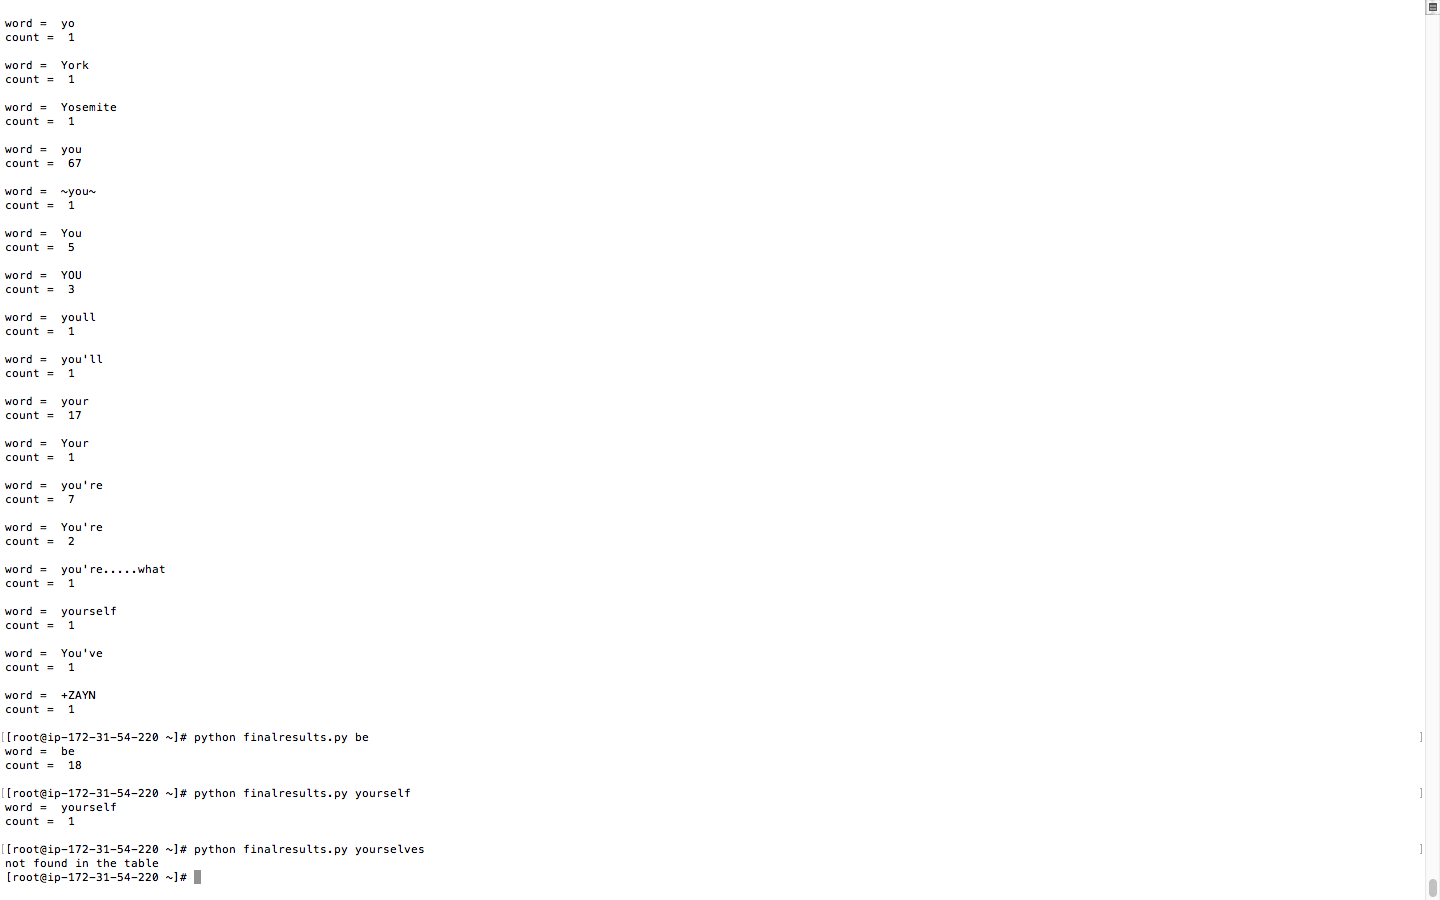 word =  yo
count =  1
word =  York
count =  1
word =  Yosemite
count =  1
word =  you
count =  67
word =  ~you~
count =  1
word =  You
count =  5
word =  YOU
count =  3
word =  youll
count =  1
word =  you'll
count =  1
word =  your
count =  17
word =  Your
count =  1
word =  you're
count =  7
word =  You're
count =  2
word =  you're.....what
count =  1
word =  yourself
count =  1
word =  You've
count =  1
word =  +ZAYN
count =  1
[[root@ip-172-31-54-220 ~]# python finalresults.py be ]
word =  be
count =  18
[[root@ip-172-31-54-220 ~]# python finalresults.py yourself ]
word =  yourself
count =  1
[[root@ip-172-31-54-220 ~]# python finalresults.py yourselves ]
not found in the table
[root@ip-172-31-54-220 ~]#